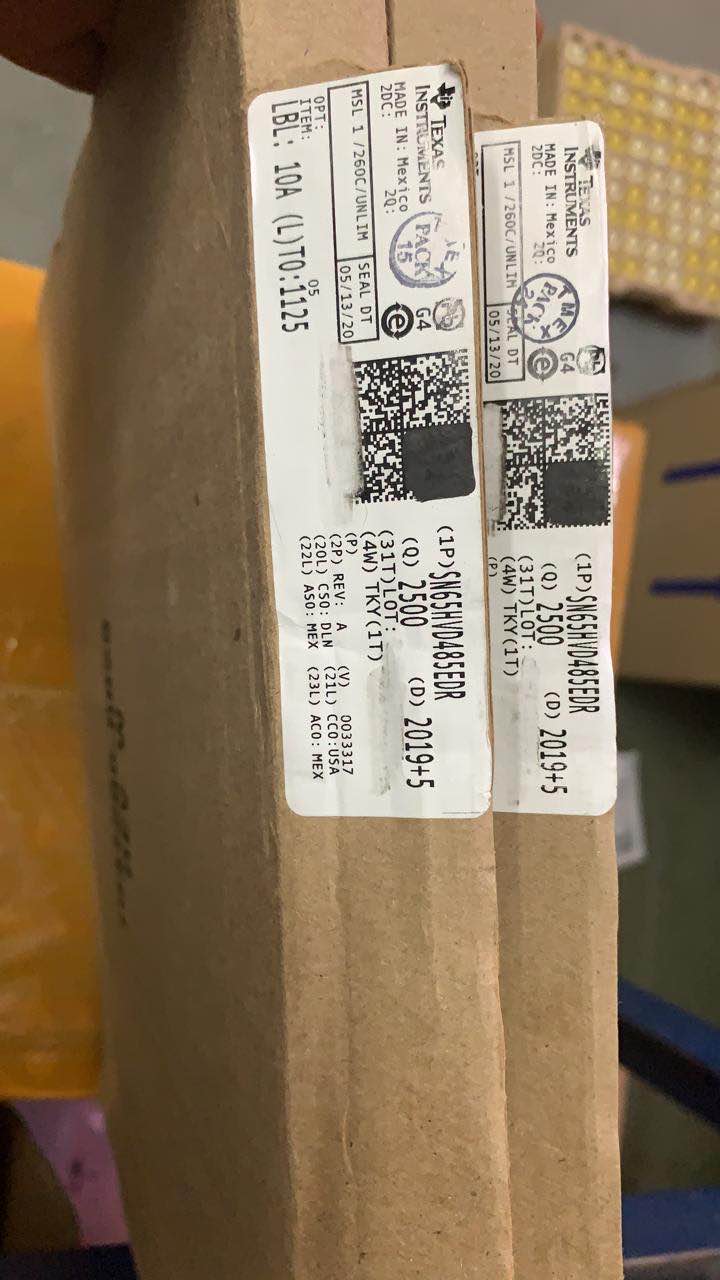 TEXAS
INSTRUMENTS
MADE IN: Mexico
2DC: 2Q:
PACK
15
G4
Pb
e
MSL 1 /260C/UNLIM
SEAL DT
05/13/20
OPT:
ITEM:
05
LBL: 10A (L)TO:1125
(1P)SN65HVD485EDR
(Q) 2500 (D) 2019+5
(31T)LOT:
(4W) TKY(1T)
(P)
(2P) REV: A (V) 0033317
(20L) CSO: DLN (21L) CCO:USA
(22L) ASO: MEX (23L) ACO: MEX
TEXAS
INSTRUMENTS
MADE IN: Mexico
2DC: 2Q:
TMEX
G4
e
MSL 1 /260C/UNLIM
SEAL DT
05/13/20
(1P)SN65HVD485EDR
(Q) 2500 (D) 2019+5
(31T)LOT:
(4W) TKY(1T)
(P)